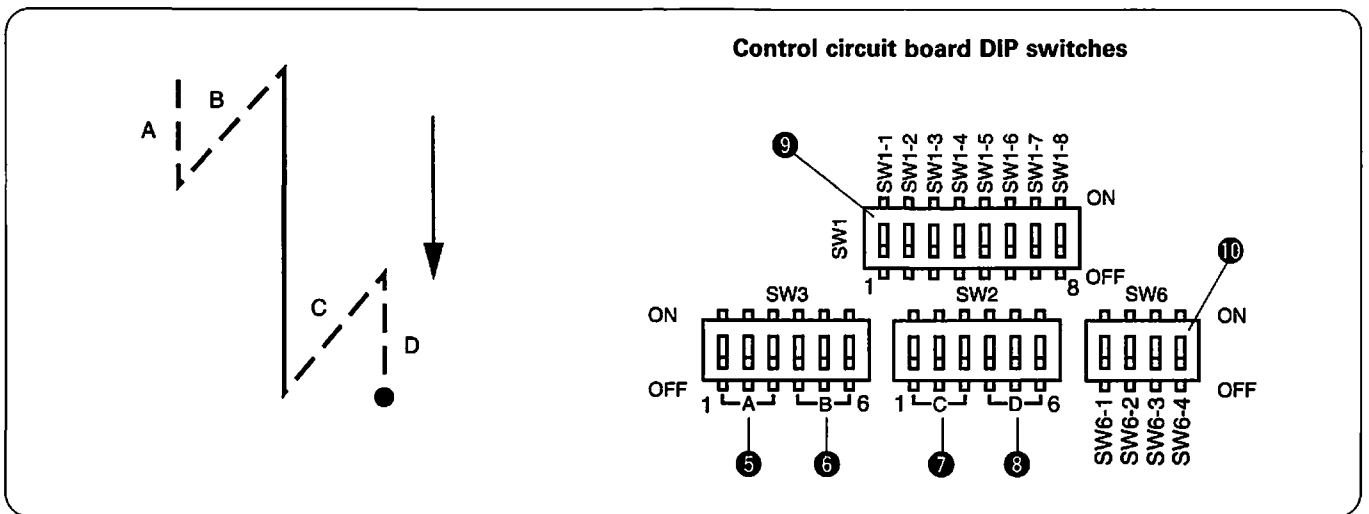 Control circuit board DIP switches
A
B
C
D
9
SW1-1
SW1-2
SW1-3
SW1-4
SW1-5
SW1-6
SW1-7
SW1-8
ON
SW1
10
1
8
OFF
SW3
SW2
SW6
ON
ON
OFF
1
A
B
6
1
C
D
6
OFF
SW6-1
SW6-2
SW6-3
SW6-4
5
6
7
8